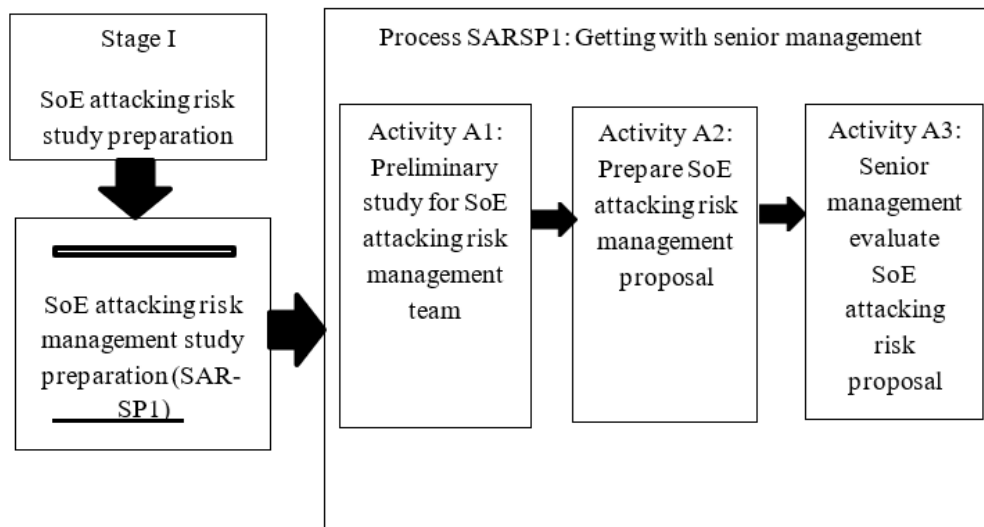 Stage I
SoE attacking risk
study preparation
SoE attacking risk
management study
preparation (SAR-
SP1)
Process SARSP1: Getting with senior management
Activity A1:
Preliminary
study for SoE
attacking risk
management
team
Activity A2:
Prepare SoE
attacking risk
management
proposal
Activity A3:
Senior
management
evaluate
SoE
attacking
risk
proposal